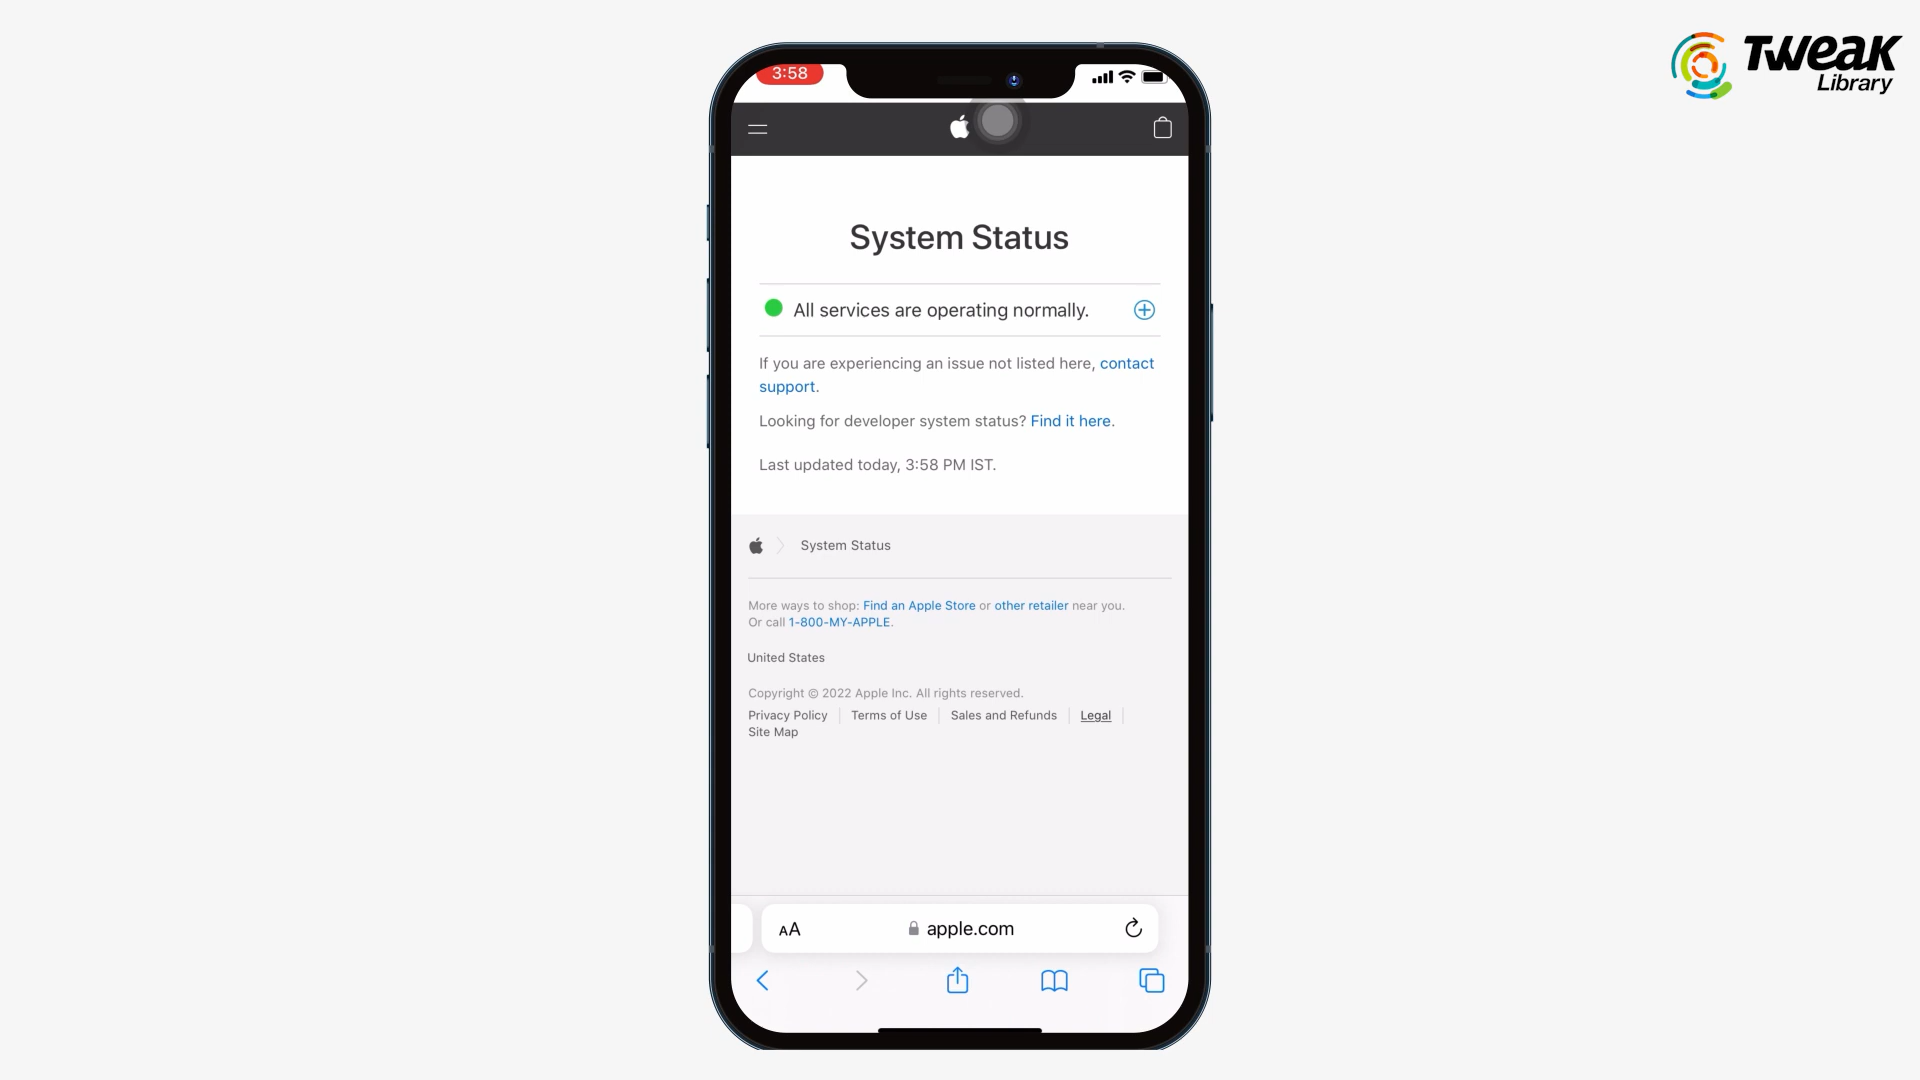 3:58
Tweak
Library
System Status
All services are operating normally.
If you are experiencing an issue not listed here, contact
support.
Looking for developer system status? Find it here.
Last updated today, 3:58 PM IST.
System Status
More ways to shop: Find an Apple Store or other retailer near you.
Or call 1-800-MY-APPLE.
United States
Copyright © 2022 Apple Inc. All rights reserved.
Privacy Policy | Terms of Use | Sales and Refunds | Legal |
Site Map
AA apple.com